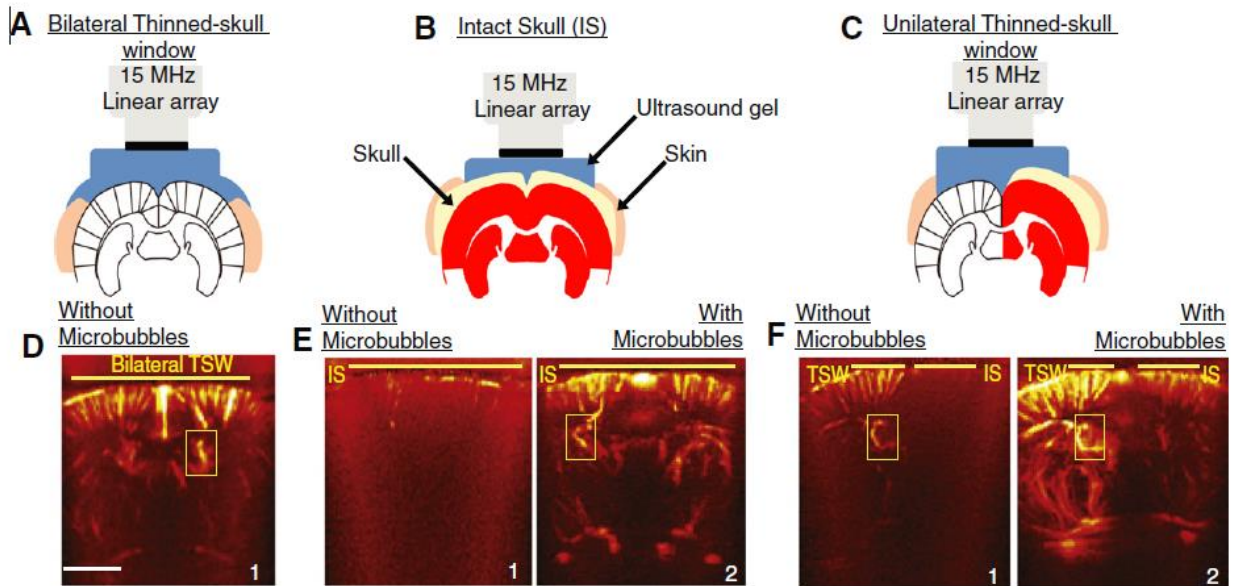 A Bilateral Thinned-skull
window
15 MHz
Linear array
B Intact Skull (IS)
15 MHz
Linear array
Ultrasound gel
Skull
Skin
C Unilateral Thinned-skull
window
15 MHz
Linear array
Without
Microbubbles
D
Bilateral TSW
1
E
Without
Microbubbles
With
Microbubbles
IS
1
IS
2
F
Without
Microbubbles
With
Microbubbles
TSW
IS
1
TSW
IS
2